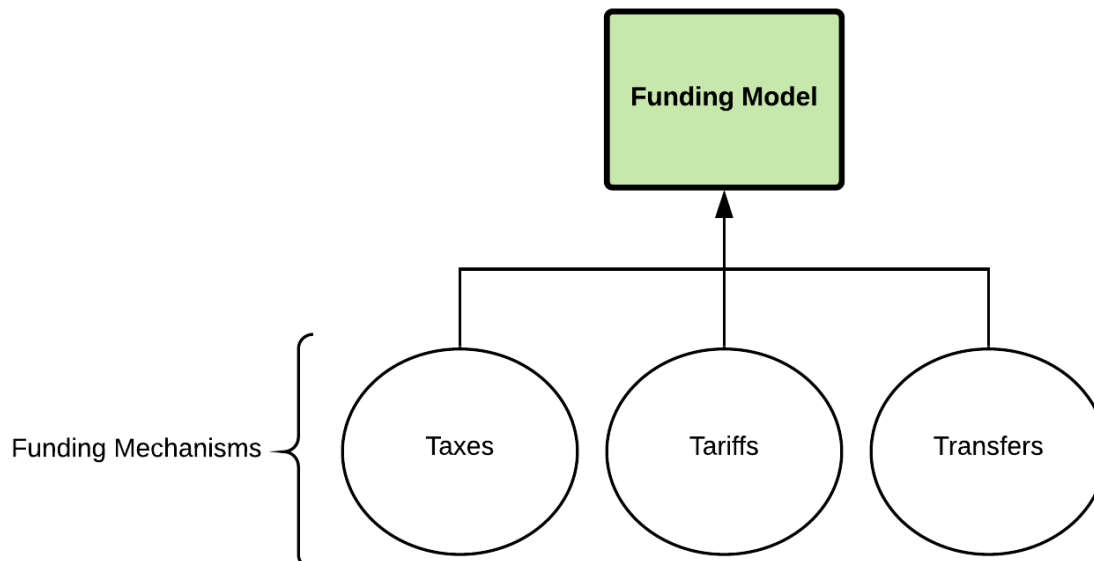 Funding Model
Funding Mechanisms
Taxes
Tariffs
Transfers